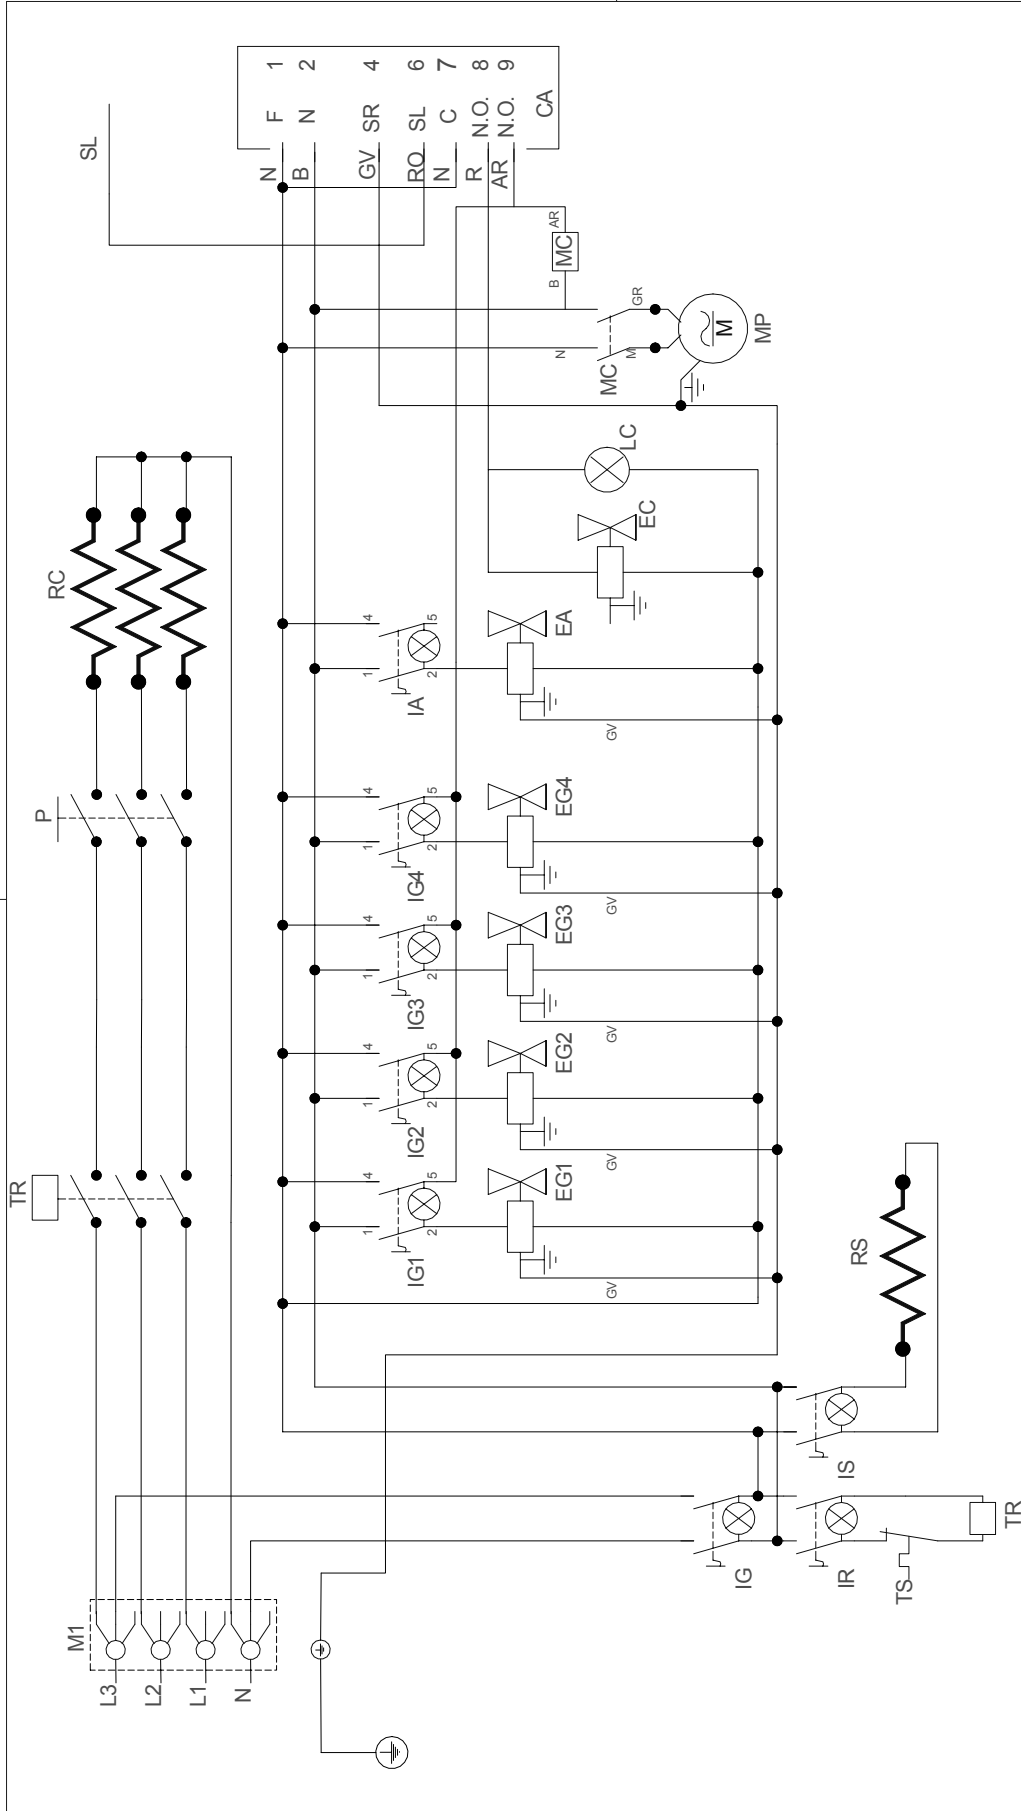 SL
F 1
N 2
SR 4
SL 6
C 7
N.O. 8
N.O. 9
CA
N
B
GV
RO
N
R
AR
AR
MC
B
GR
N
M
MC
M
MP
RC
LC
EC
P
4
5
1
2
IA
EA
GV
4
5
1
2
IG4
EG4
GV
4
5
1
2
IG3
EG3
GV
4
5
1
2
IG2
EG2
GV
TR
4
5
1
2
IG1
EG1
GV
RS
IS
IG
IR
TS
TR
M1
L3
L2
L1
N